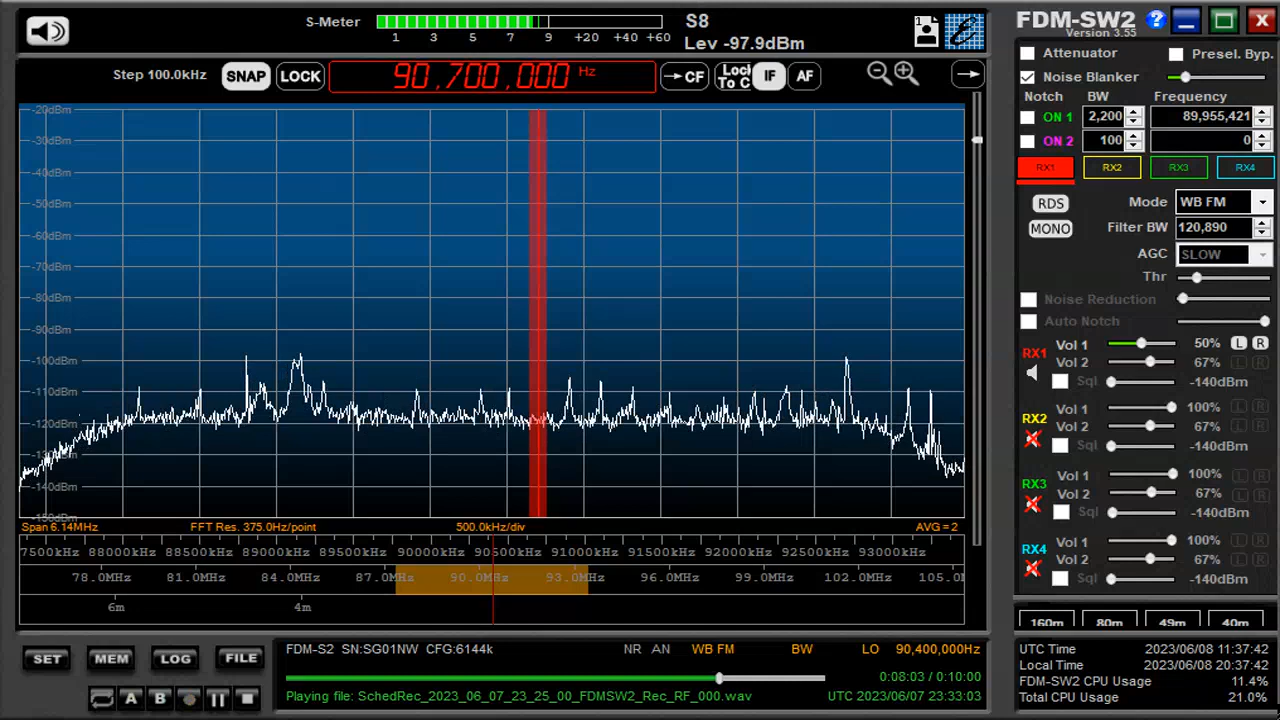 S-Meter
1 3 5 7 9 +20 +40 +60
S8
Lev -97.9dBm
1
FDM-SW2
Version 3.55
?
X
Step 100.0kHz
SNAP
LOCK
90,700,000 Hz
→CF
IF
AF
Attenuator
Presel. Byp.
Noise Blanker
Notch BW Frequency
ON 1 2,200 89,955,421
ON 2 100 0
RX1 RX2 RX3 RX4
RDS
Mode WB FM
MONO
Filter BW 120,890
AGC SLOW
Thr
Noise Reduction
Auto Notch
RX1
Vol 1 50% L R
Vol 2 67% L R
Sql -140dBm
RX2
Vol 1 100% L R
Vol 2 67% L R
Sql -140dBm
RX3
Vol 1 100% L R
Vol 2 67% L R
Sql -140dBm
RX4
Vol 1 100% L R
Vol 2 67% L R
Sql -140dBm
160m 80m 49m 40m
-20dBm
-30dBm
-40dBm
-50dBm
-60dBm
-70dBm
-80dBm
-90dBm
-100dBm
-110dBm
-120dBm
-130dBm
-140dBm
-150dBm
Span 6.14MHz FFT Res. 375.0Hz/point 500.0kHz/div AVG = 2
7500kHz 88000kHz 88500kHz 89000kHz 89500kHz 90000kHz 90500kHz 91000kHz 91500kHz 92000kHz 92500kHz 93000kHz
78.0MHz 81.0MHz 84.0MHz 87.0MHz 90.0MHz 93.0MHz 96.0MHz 99.0MHz 102.0MHz 105.0
6m 4m
SET MEM LOG FILE
A B
FDM-S2 SN:SG01NW CFG:6144k NR AN WB FM BW LO 90,400,000Hz
0:08:03 / 0:10:00
Playing file: SchedRec_2023_06_07_23_25_00_FDMSW2_Rec_RF_000.wav UTC 2023/06/07 23:33:03
UTC Time 2023/06/08 11:37:42
Local Time 2023/06/08 20:37:42
FDM-SW2 CPU Usage 11.4%
Total CPU Usage 21.0%